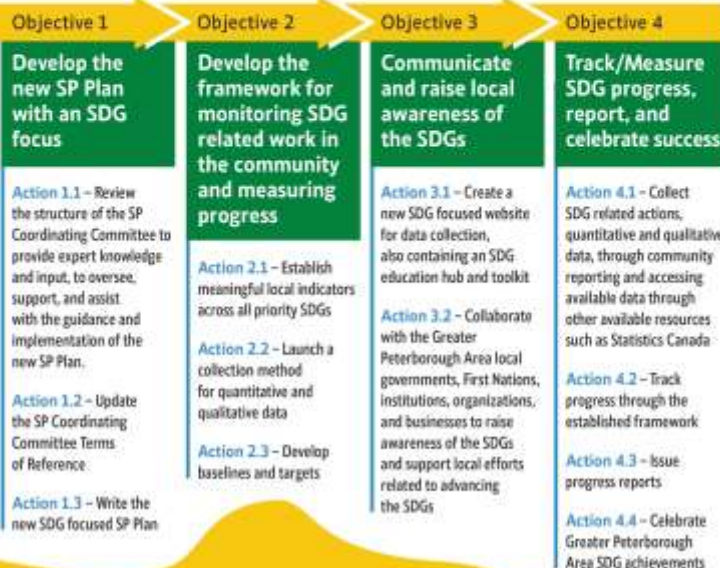 Objective 1
Develop the
new SP Plan
with an SDG
focus
Action 1.1 – Review
the structure of the SP
Coordinating Committee to
provide expert knowledge
and input, to oversee,
support, and assist
with the guidance and
implementation of the
new SP Plan.
Action 1.2 – Update
the SP Coordinating
Committee Terms
of Reference
Action 1.3 – Write the
new SDG focused SP Plan
Objective 2
Develop the
framework for
monitoring SDG
related work in
the community
and measuring
progress
Action 2.1 – Establish
meaningful local indicators
across all priority SDGs
Action 2.2 – Launch a
collection method
for quantitative and
qualitative data
Action 2.3 – Develop
baselines and targets
Objective 3
Communicate
and raise local
awareness of
the SDGs
Action 3.1 – Create a
new SDG focused website
for data collection,
also containing an SDG
education hub and toolkit
Action 3.2 – Collaborate
with the Greater
Peterborough Area local
governments, First Nations,
institutions, organizations,
and businesses to raise
awareness of the SDGs
and support local efforts
related to advancing
the SDGs
Objective 4
Track/Measure
SDG progress,
report, and
celebrate success
Action 4.1 – Collect
SDG related actions,
quantitative and qualitative
data, through community
reporting and accessing
available data through
other available resources
such as Statistics Canada
Action 4.2 – Track
progress through the
established framework
Action 4.3 – Issue
progress reports
Action 4.4 – Celebrate
Greater Peterborough
Area SDG achievements